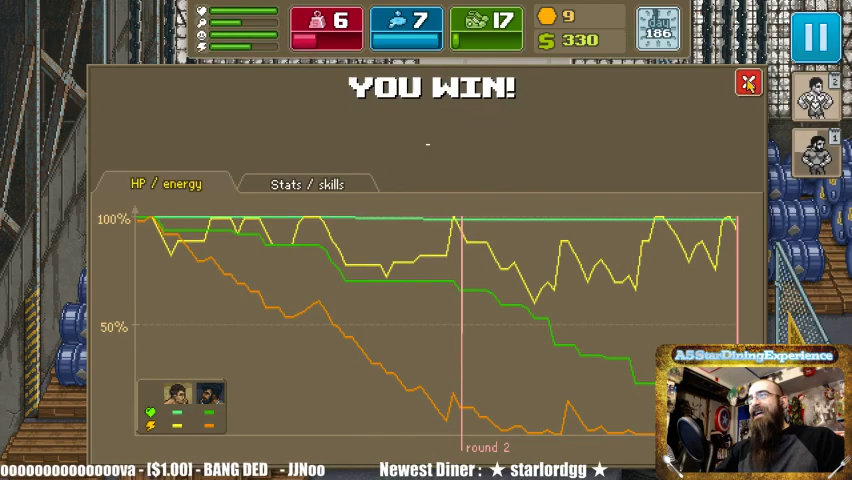 6
7
17
9
$ 330
day
186
2
1
YOU WIN!
-
HP / energy
Stats / skills
100%
50%
round 2
A5StarDiningExperience
ooooooooooooooova - [$1.00] - BANG DED - JJNoo
Newest Diner : ★ starlordgg ★